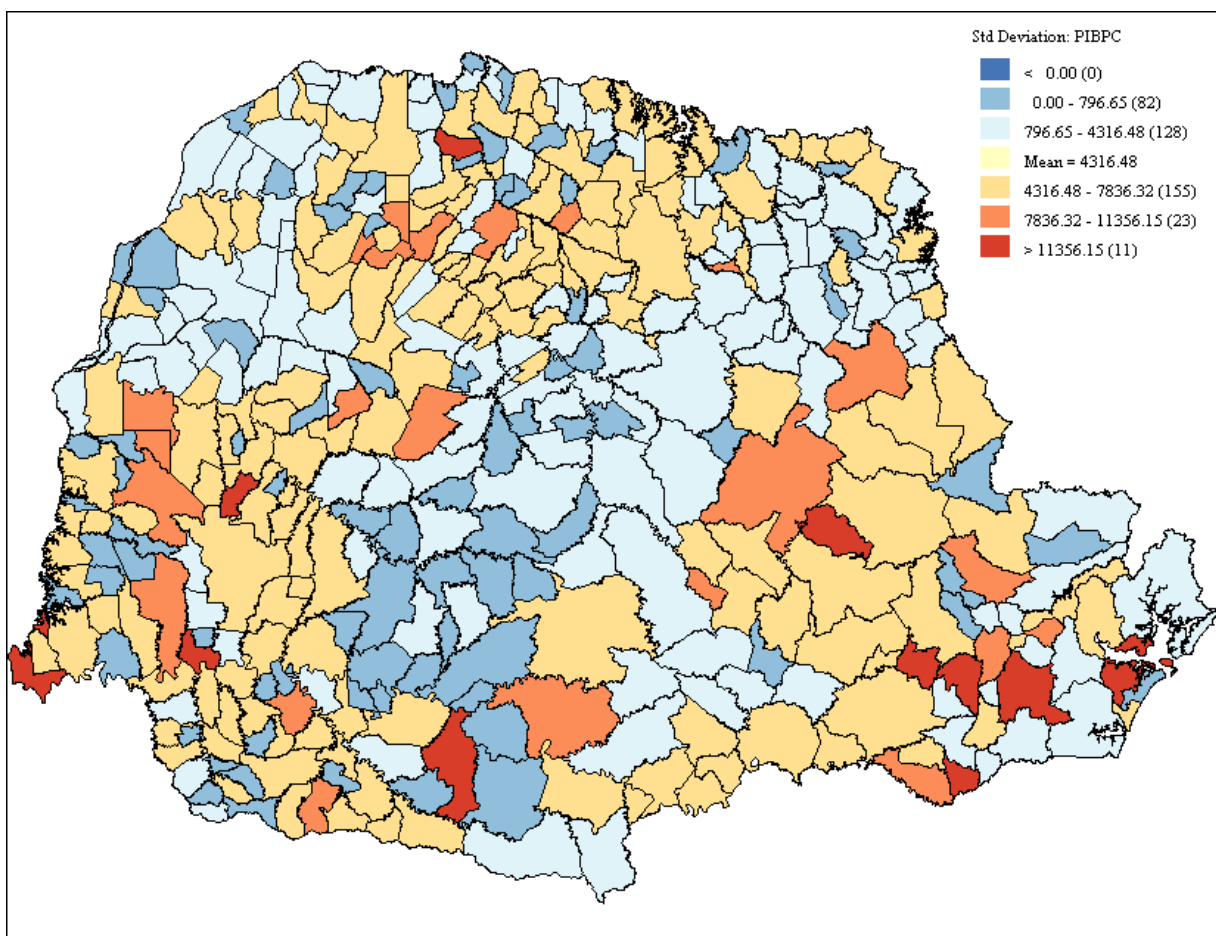 Std Deviation: PIBPC
< 0.00 (0)
0.00 - 796.65 (82)
796.65 - 4316.48 (128)
Mean = 4316.48
4316.48 - 7836.32 (155)
7836.32 - 11356.15 (23)
> 11356.15 (11)